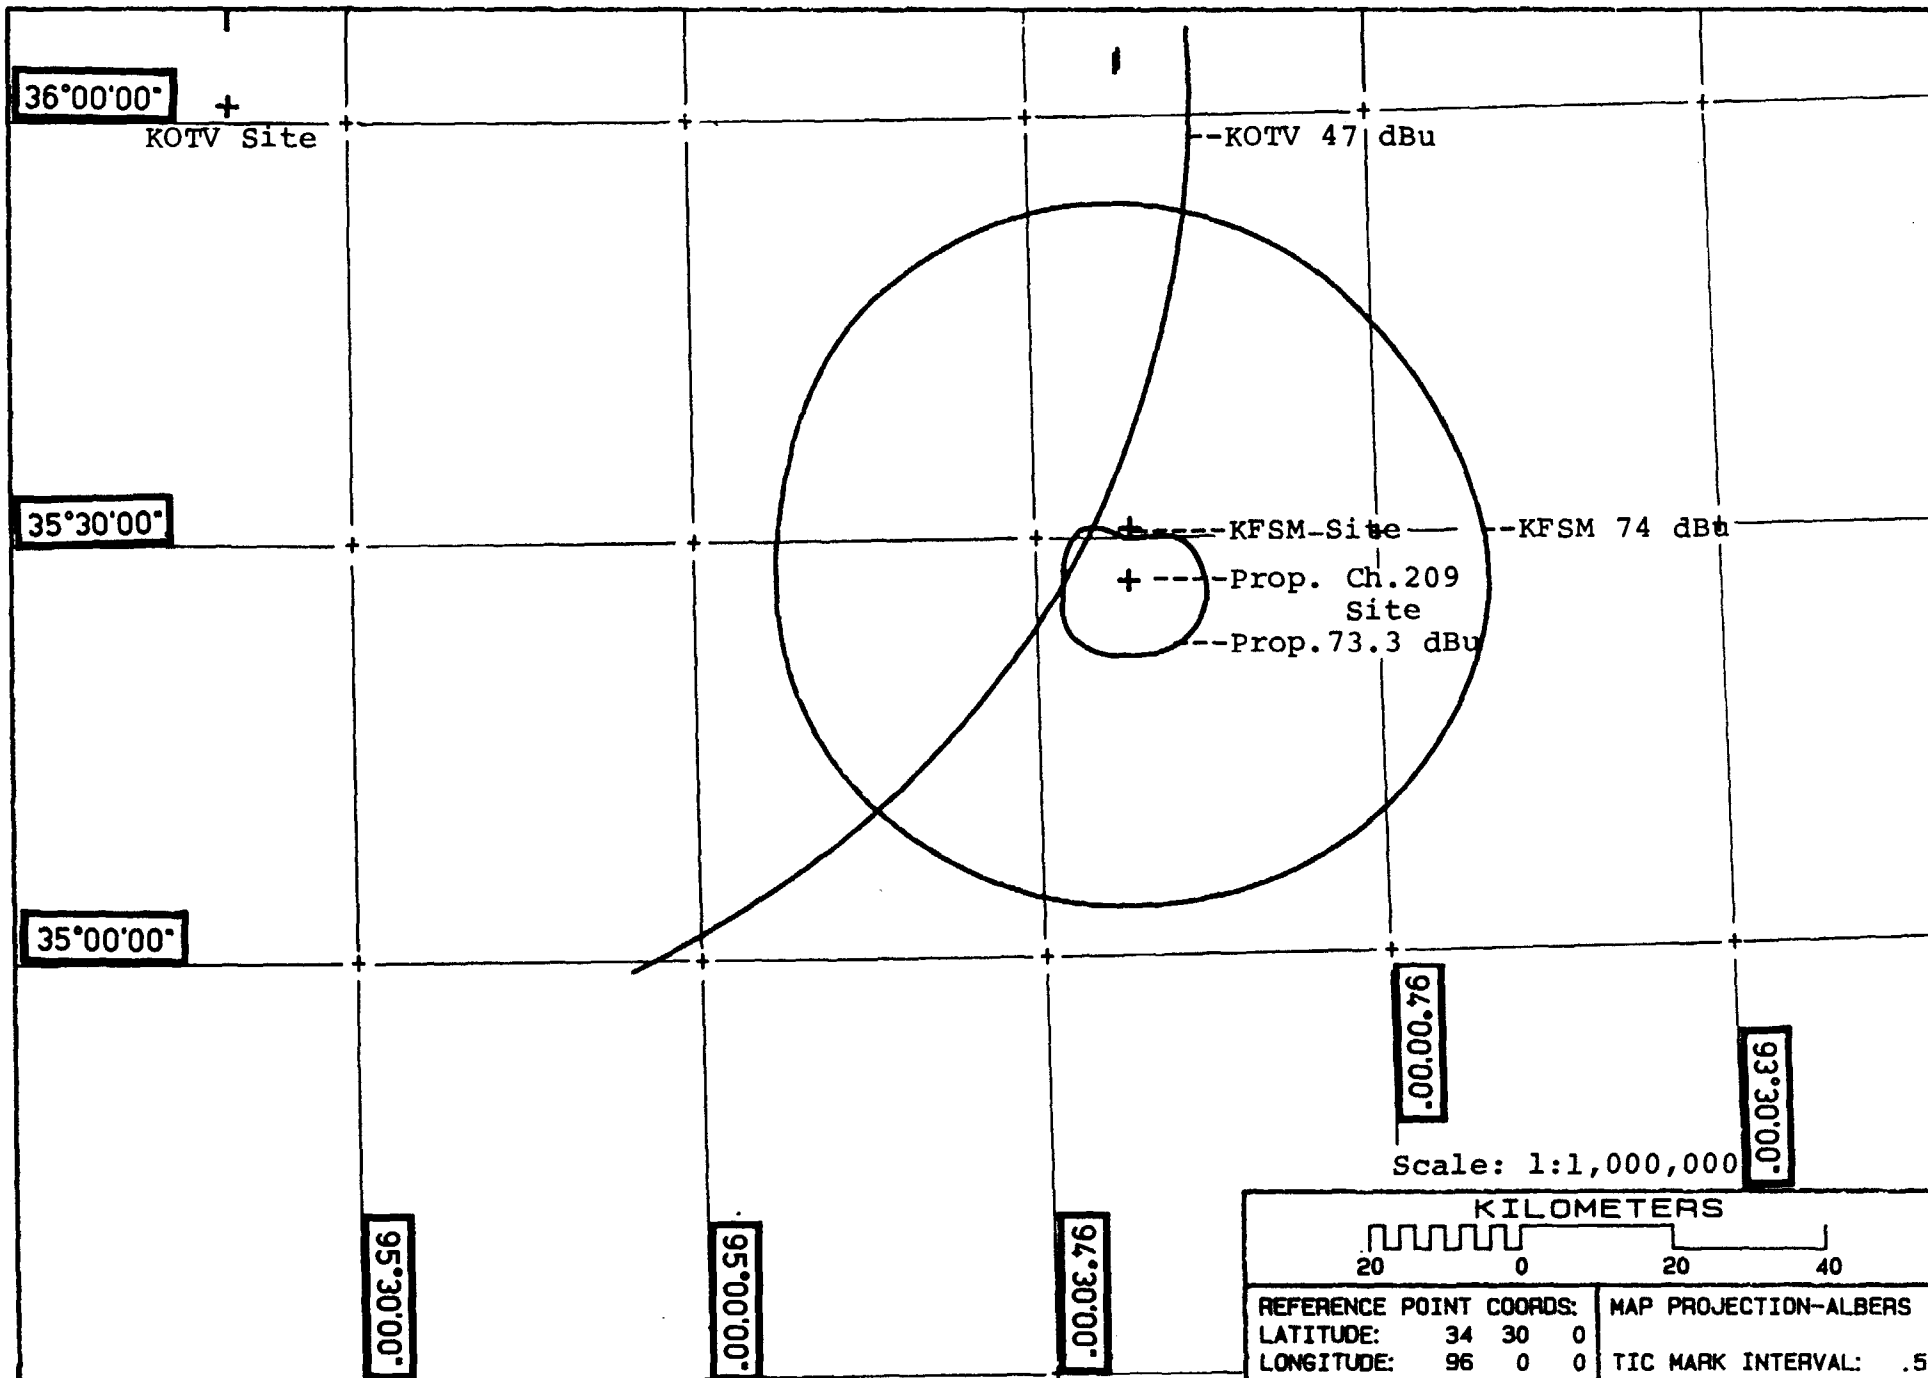 36°00'00"
KOTV Site
--KOTV 47 dBu
35°30'00"
---KFSM-Site
--KFSM 74 dBu
---Prop. Ch.209
Site
--Prop.73.3 dBu
35°00'00"
94°00'00"
93°30'00"
Scale: 1:1,000,000
95°30'00"
95°00'00"
94°30'00"
KILOMETERS
20 0 20 40
REFERENCE POINT COORDS:
LATITUDE: 34 30 0
LONGITUDE: 96 0 0
MAP PROJECTION-ALBERS
TIC MARK INTERVAL: .5